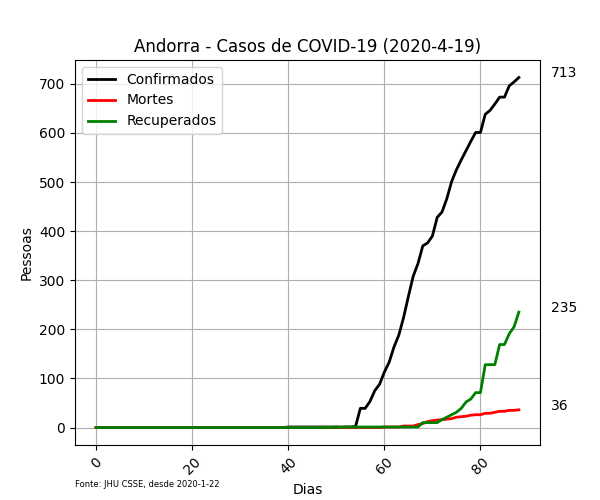 Andorra - Casos de COVID-19 (2020-4-19)
Confirmados
Mortes
Recuperados
713
235
36
Pessoas
700
600
500
400
300
200
100
0
0
20
40
60
80
Dias
Fonte: JHU CSSE, desde 2020-1-22